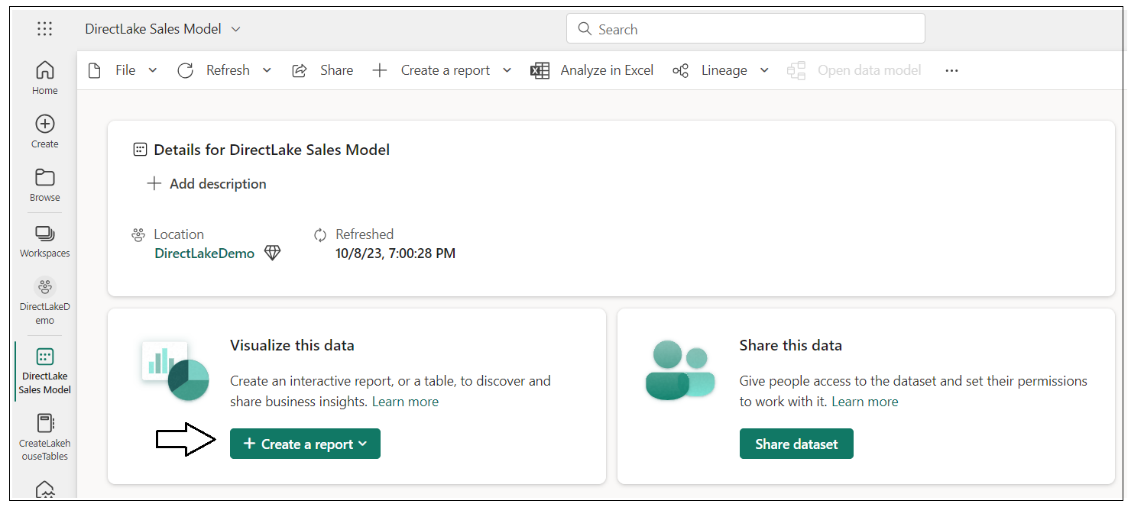 DirectLake Sales Model
Search
File
Refresh
Share
Create a report
Analyze in Excel
Lineage
Open data model
Home
Create
Browse
Workspaces
DirectLakeD
emo
DirectLake
Sales Model
CreateLakeh
ouseTables
Details for DirectLake Sales Model
Add description
Location
DirectLakeDemo
Refreshed
10/8/23, 7:00:28 PM
Visualize this data
Create an interactive report, or a table, to discover and
share business insights. Learn more
+ Create a report
Share this data
Give people access to the dataset and set their permissions
to work with it. Learn more
Share dataset